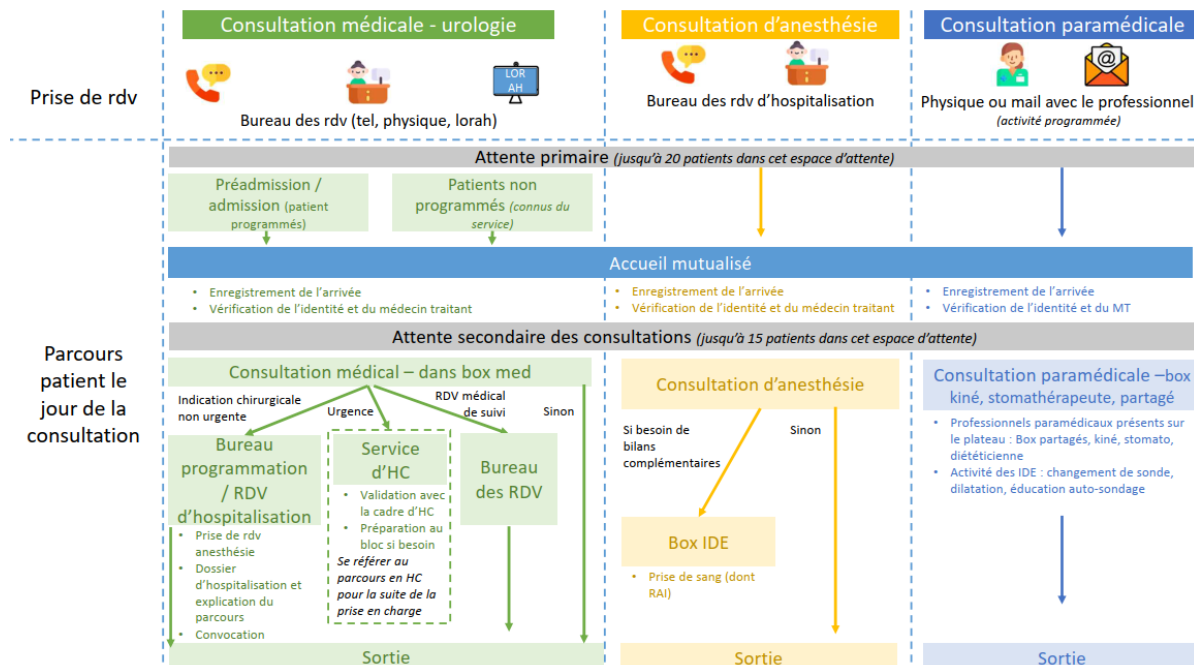 Consultation médicale - urologie
Consultation d'anesthésie
Consultation paramédicale
Prise de rdv
LOR
AH
@
Bureau des rdv (tel, physique, lorah)
Bureau des rdv d'hospitalisation
Physique ou mail avec le professionnel
(activité programmée)
Attente primaire (jusqu'à 20 patients dans cet espace d'attente)
Préadmission /
admission (patient
programmés)
Patients non
programmés (connus du
service)
Accueil mutualisé
• Enregistrement de l'arrivée
• Vérification de l'identité et du médecin traitant
• Enregistrement de l'arrivée
• Vérification de l'identité et du médecin traitant
• Enregistrement de l'arrivée
• Vérification de l'identité et du MT
Attente secondaire des consultations (jusqu'à 15 patients dans cet espace d'attente)
Parcours
patient le
jour de la
consultation
Consultation médical – dans box med
Indication chirurgicale
non urgente
Urgence
RDV médical
de suivi
Sinon
Bureau
programmation
/ RDV
d'hospitalisation
• Prise de rdv
anesthésie
• Dossier
d'hospitalisation et
explication du
parcours
• Convocation
Service
d'HC
• Validation avec
la cadre d'HC
• Préparation au
bloc si besoin
Se référer au
parcours en HC
pour la suite de la
prise en charge
Bureau
des RDV
Sortie
Consultation d'anesthésie
Si besoin de
bilans
complémentaires
Sinon
Box IDE
• Prise de sang (dont
RAI)
Sortie
Consultation paramédicale –box
kiné, stomathérapeute, partagé
• Professionnels paramédicaux présents sur
le plateau : Box partagés, kiné, stomato,
diététicienne
• Activité des IDE : changement de sonde,
dilatation, éducation auto-sondage
Sortie